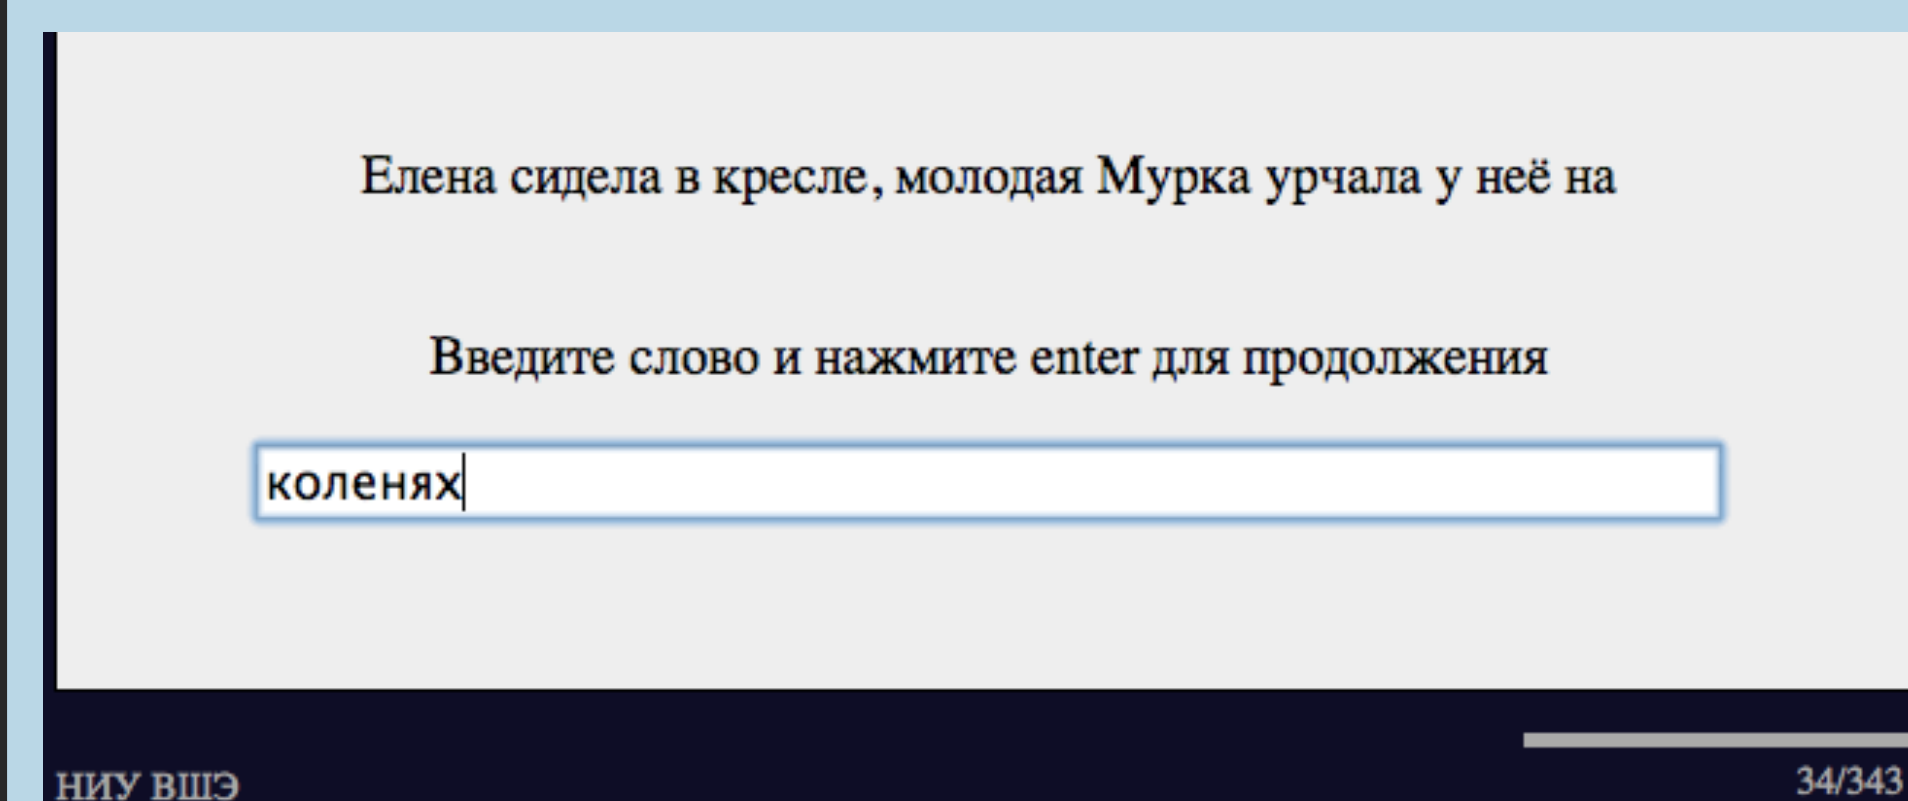 Елена сидела в кресле, молодая Мурка урчала у неё на
Введите слово и нажмите enter для продолжения
коленях
НИУ ВШЭ
34/343